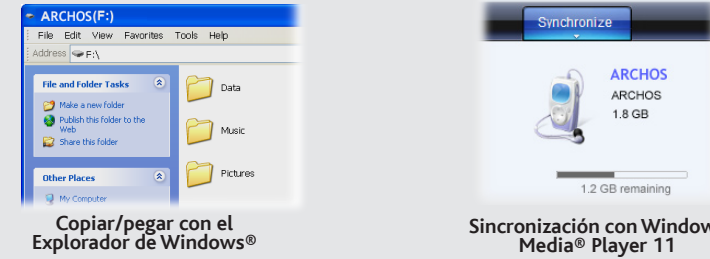 ARCHOS(F:)
File Edit View Favorites Tools Help
Address F:\
File and Folder Tasks
Make a new folder
Publish this folder to the
Web
Share this folder
Other Places
My Computer
Data
Music
Pictures
Copiar/pegar con el
Explorador de Windows®
Synchronize
ARCHOS
ARCHOS
1.8 GB
1.2 GB remaining
Sincronización con Window
Media® Player 11